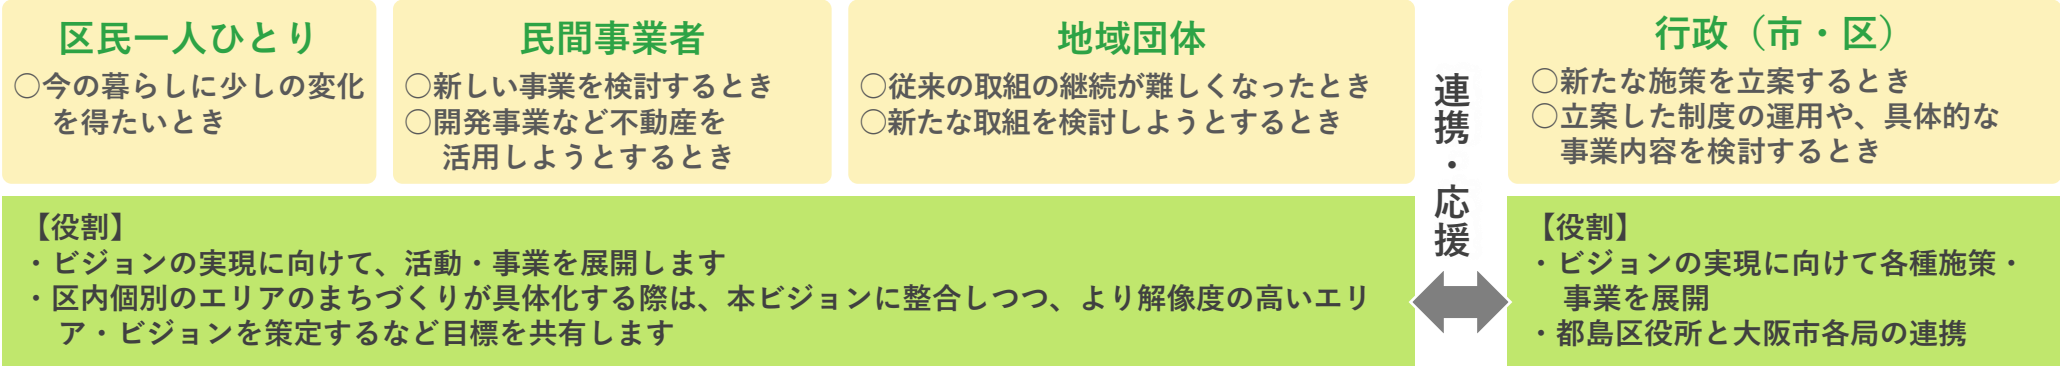 区民一人ひとり
○今の暮らしに少しの変化
を得たいとき
民間事業者
○新しい事業を検討するとき
○開発事業など不動産を
活用しようとするとき
地域団体
○従来の取組の継続が難しくなったとき
○新たな取組を検討しようとするとき
連携・応援
行政（市・区）
○新たな施策を立案するとき
○立案した制度の運用や、具体的な
事業内容を検討するとき
【役割】
・ビジョンの実現に向けて、活動・事業を展開します
・区内個別のエリアのまちづくりが具体化する際は、本ビジョンに整合しつつ、より解像度の高いエリ
ア・ビジョンを策定するなど目標を共有します
【役割】
・ビジョンの実現に向けて各種施策・
事業を展開
・都島区役所と大阪市各局の連携